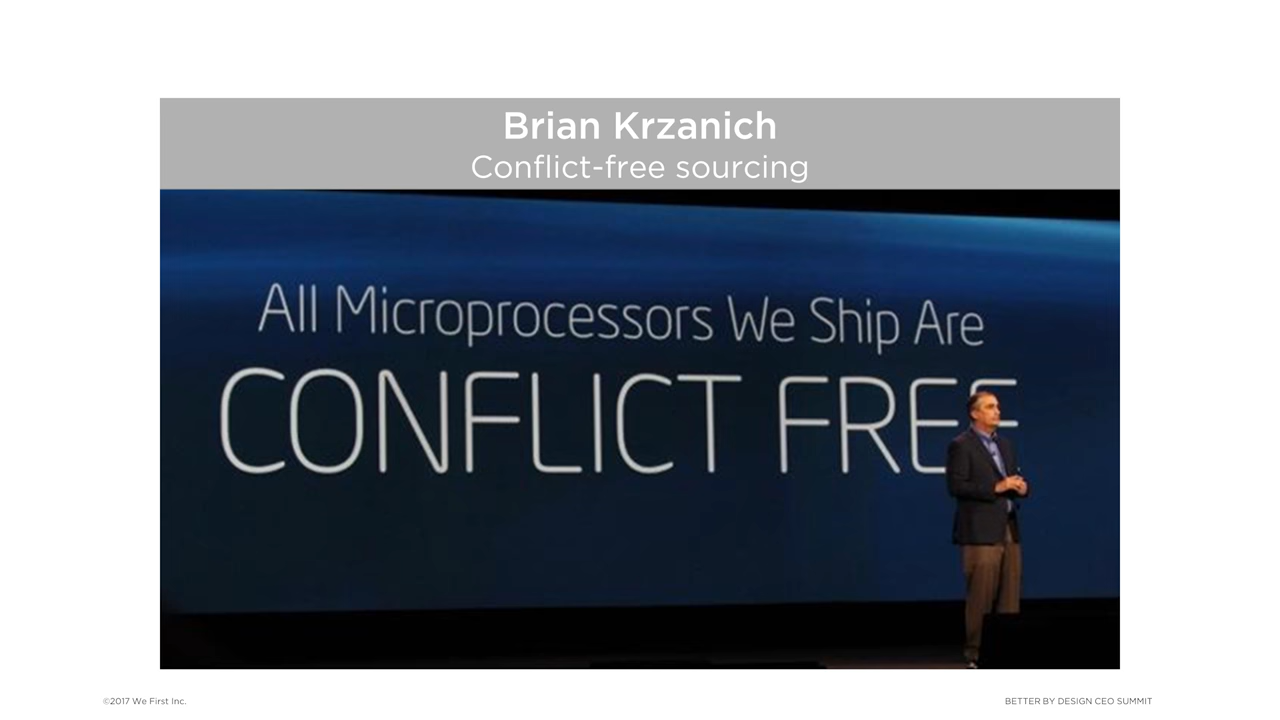 Brian Krzanich
Conflict-free sourcing
All Microprocessors We Ship Are
CONFLICT FREE
©2017 We First Inc.
BETTER BY DESIGN CEO SUMMIT